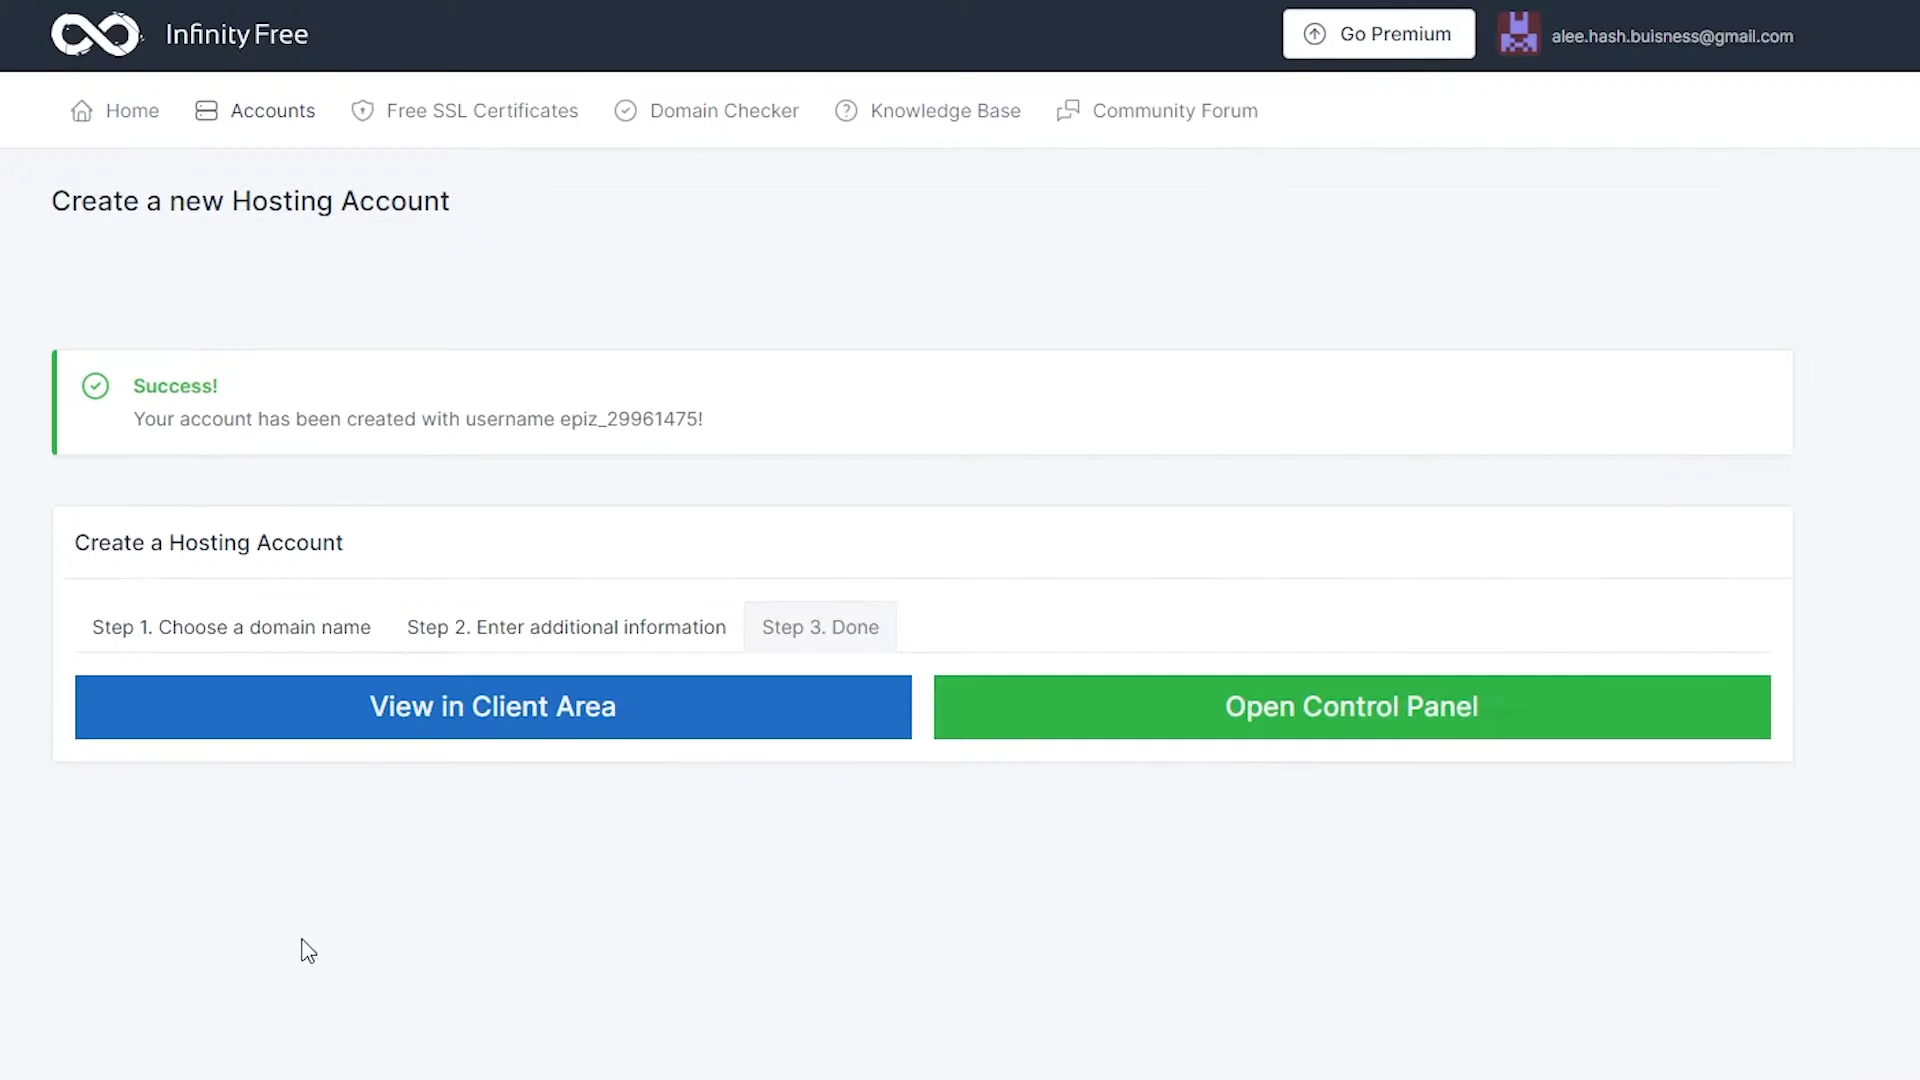 Infinity Free
Go Premium
alee.hash.buisness@gmail.com
Home
Accounts
Free SSL Certificates
Domain Checker
Knowledge Base
Community Forum
Create a new Hosting Account
Success!
Your account has been created with username epiz_29961475!
Create a Hosting Account
Step 1. Choose a domain name
Step 2. Enter additional information
Step 3. Done
View in Client Area
Open Control Panel